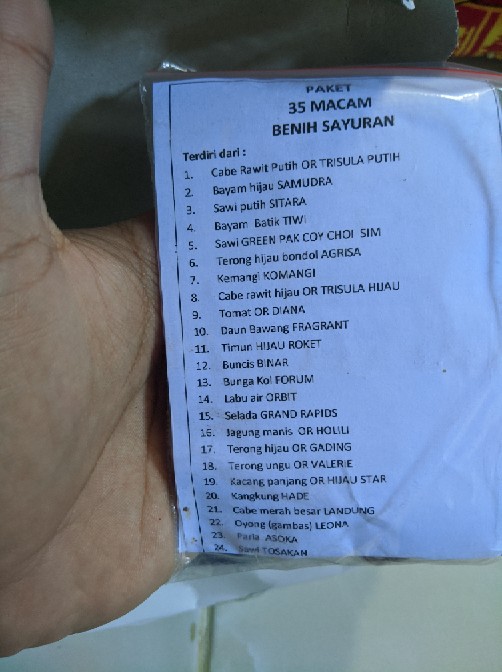 PAKET
35 MACAM
BENIH SAYURAN
Terdiri dari :
1. Cabe Rawit Putih OR TRISULA PUTIH
2. Bayam hijau SAMUDRA
3. Sawi putih SITARA
4. Bayam Batik TIWI
5. Sawi GREEN PAK COY CHOI SIM
6. Terong hijau bondol AGRISA
7. Kemangi KOMANGI
8. Cabe rawit hijau OR TRISULA HIJAU
9. Tomat OR DIANA
10. Daun Bawang FRAGRANT
11. Timun HIJAU ROKET
12. Buncis BINAR
13. Bunga Kol FORUM
14. Labu air ORBIT
15. Selada GRAND RAPIDS
16. Jagung manis OR HOLILI
17. Terong hijau OR GADING
18. Terong ungu OR VALERIE
19. Kacang panjang OR HIJAU STAR
20. Kangkung HADE
21. Cabe merah besar LANDUNG
22. Oyong (gambas) LEONA
23. Paria ASOKA
24. Sawi TOSAKAN